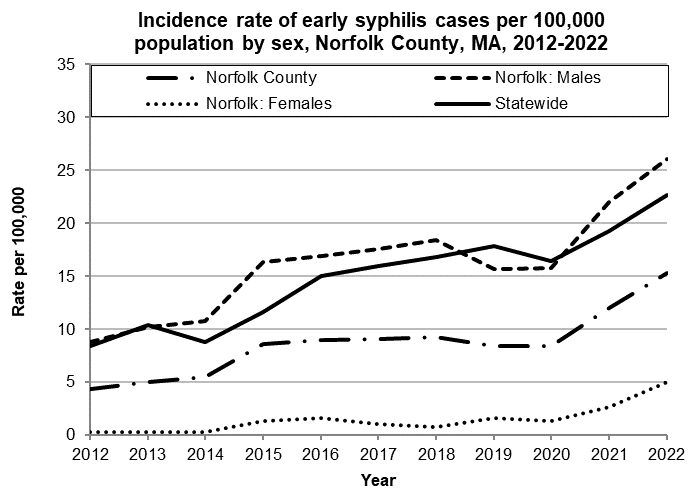 Incidence rate of early syphilis cases per 100,000
population by sex, Norfolk County, MA, 2012-2022
35
Norfolk County
Norfolk: Males
Norfolk: Females
Statewide
30
25
20
15
10
5
0
Rate per 100,000
2012 2013 2014 2015 2016 2017 2018 2019 2020 2021 2022
Year